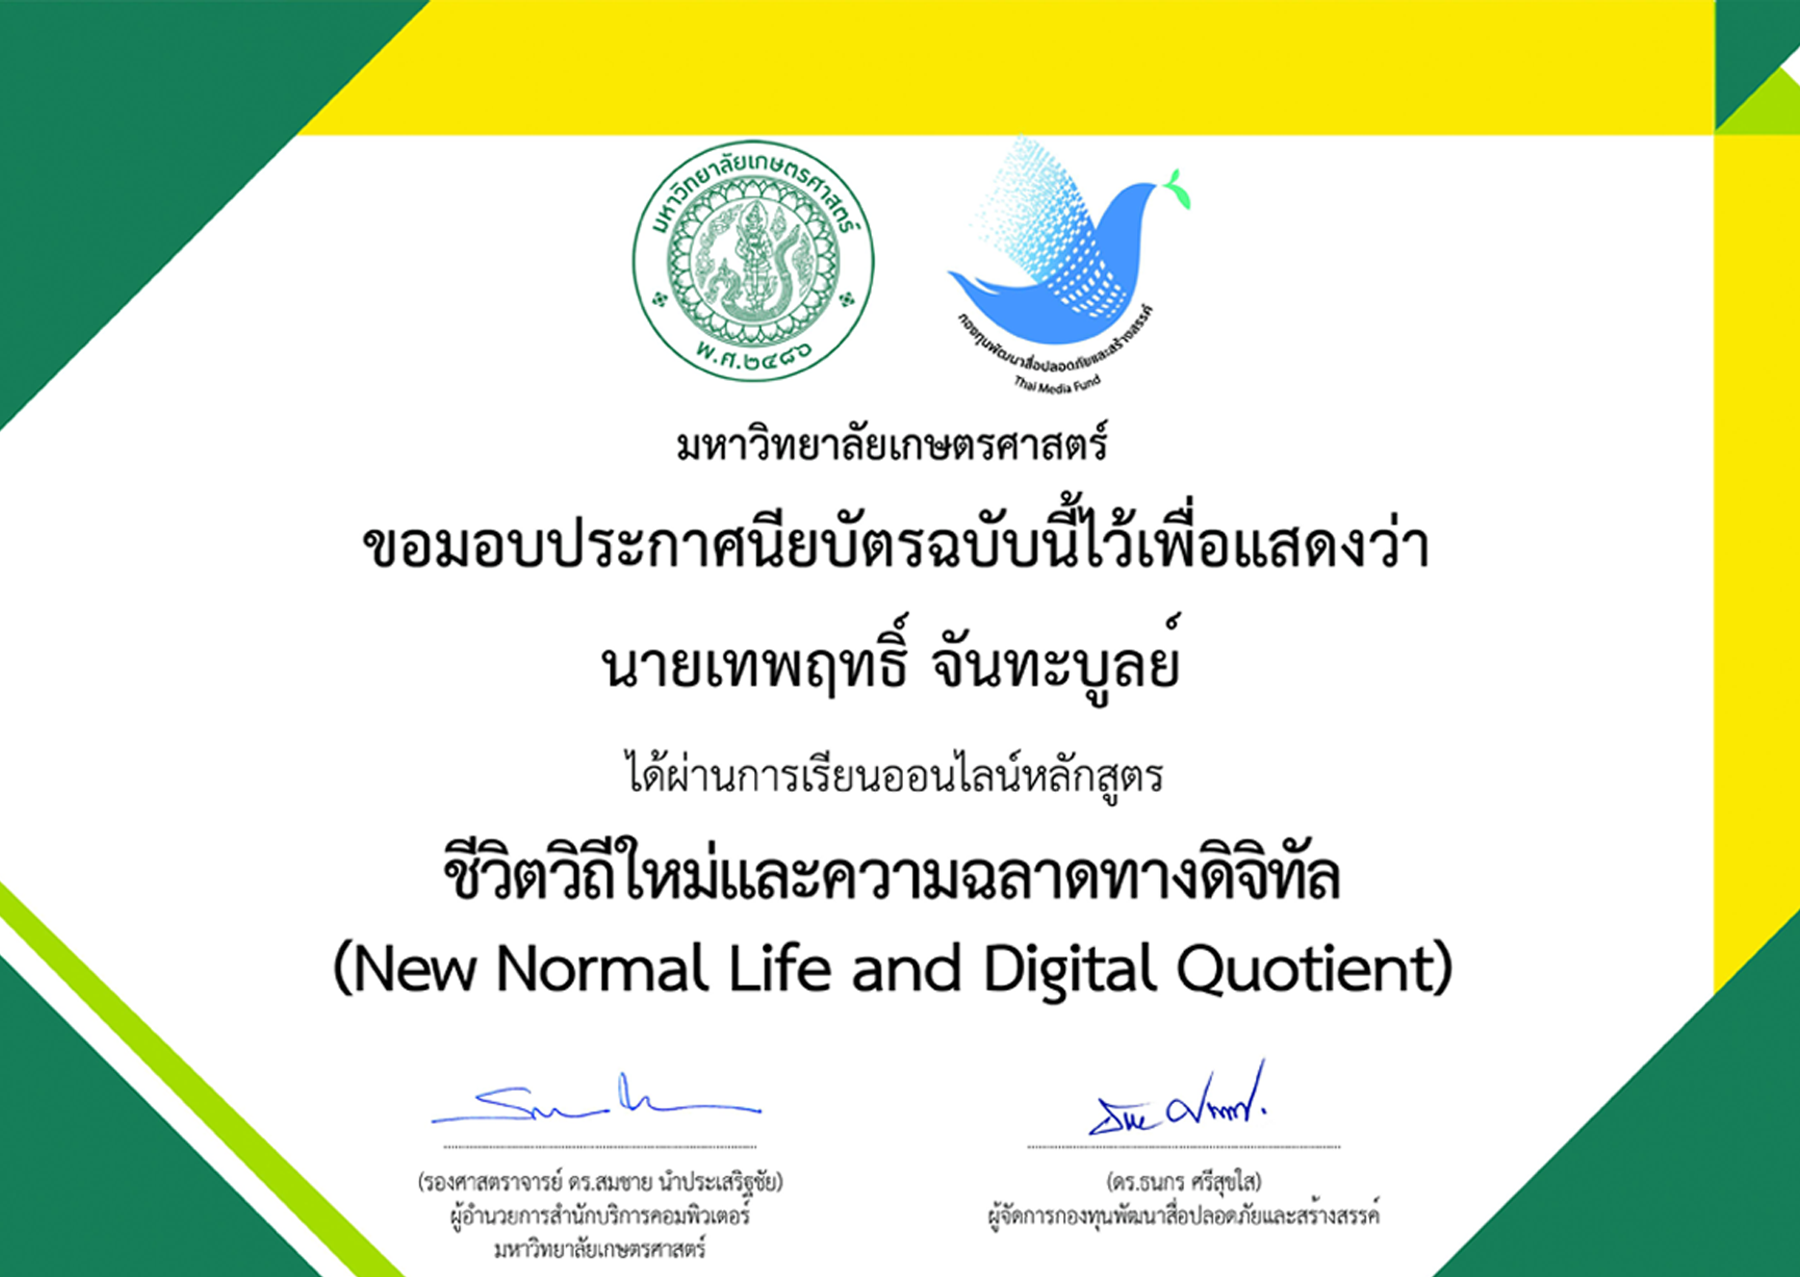 มหาวิทยาลัยเกษตรศาสตร์
พ.ศ.๒๔๘๖
กองทุนพัฒนาสื่อปลอดภัยและสร้างสรรค์
Thai Media Fund
มหาวิทยาลัยเกษตรศาสตร์
ขอมอบประกาศนียบัตรฉบับนี้ไว้เพื่อแสดงว่า
นายเทพฤทธิ์ จันทะบูลย์
ได้ผ่านการเรียนออนไลน์หลักสูตร
ชีวิตวิถีใหม่และความฉลาดทางดิจิทัล
(New Normal Life and Digital Quotient)
(รองศาสตราจารย์ ดร.สมชาย นำประเสริฐชัย)
ผู้อำนวยการสำนักบริการคอมพิวเตอร์
มหาวิทยาลัยเกษตรศาสตร์
(ดร.ธนกร ศรีสุขใส)
ผู้จัดการกองทุนพัฒนาสื่อปลอดภัยและสร้างสรรค์